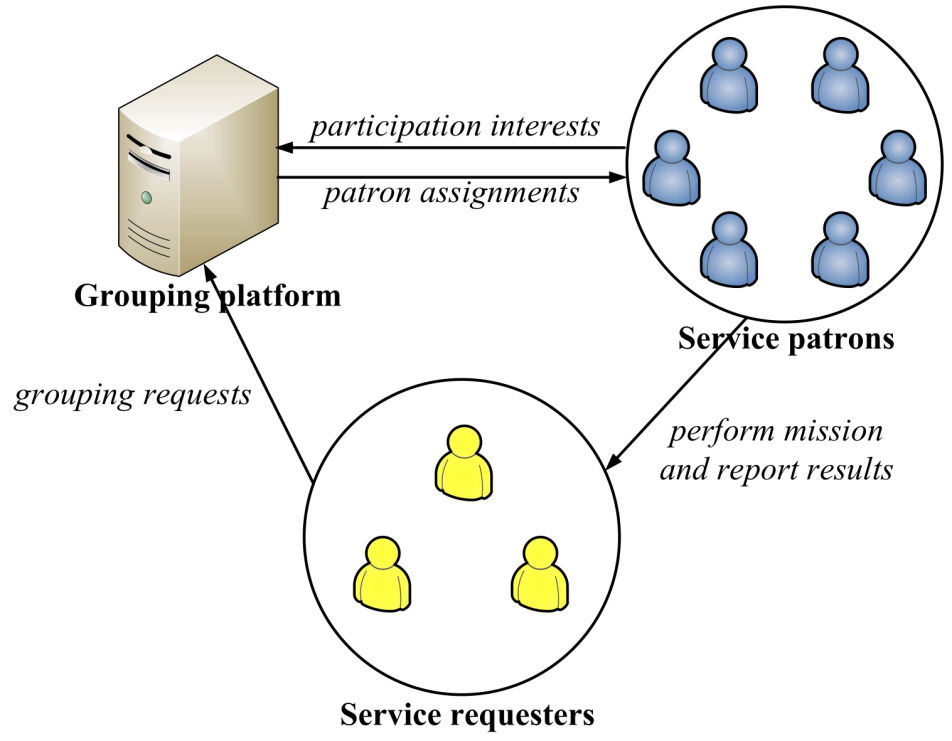 participation interests
patron assignments
Grouping platform
Service patrons
grouping requests
perform mission
and report results
Service requesters